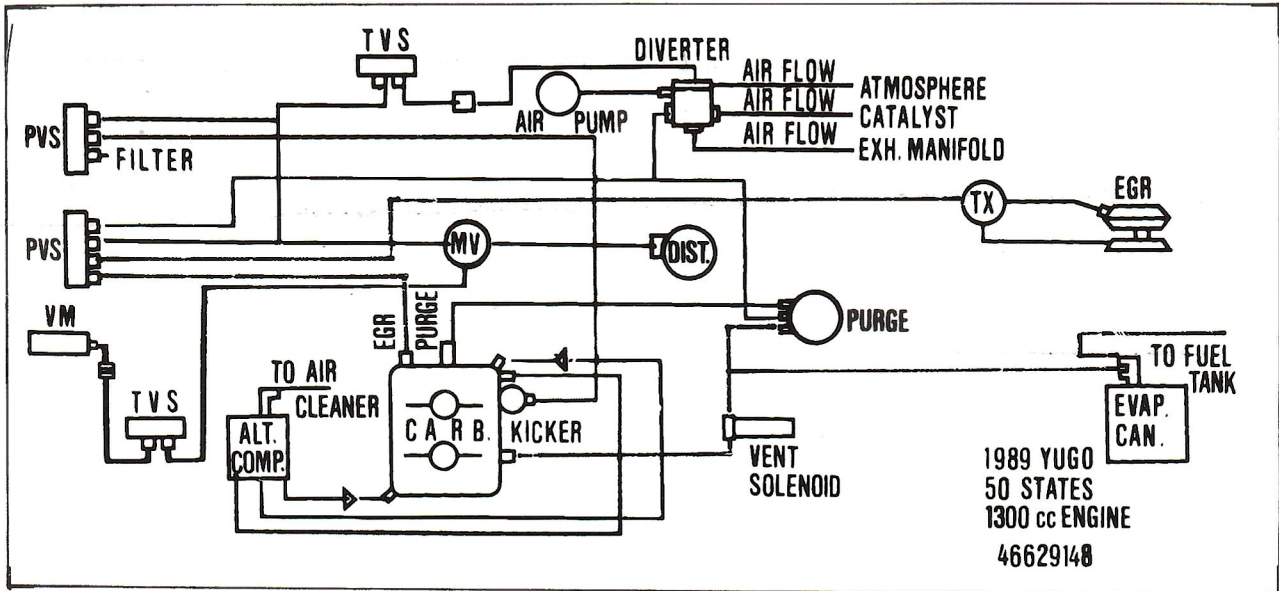 TVS
DIVERTER
AIR FLOW
ATMOSPHERE
AIR FLOW
CATALYST
AIR PUMP
AIR FLOW
EXH. MANIFOLD
PVS
FILTER
EGR
TX
PVS
MV
DIST.
EGR
PURGE
PURGE
VM
TO AIR
CLEANER
TO FUEL
TANK
TVS
ALT.
COMP.
CARB.
KICKER
EVAP.
CAN.
VENT
SOLENOID
1989 YUGO
50 STATES
1300 cc ENGINE
46629148